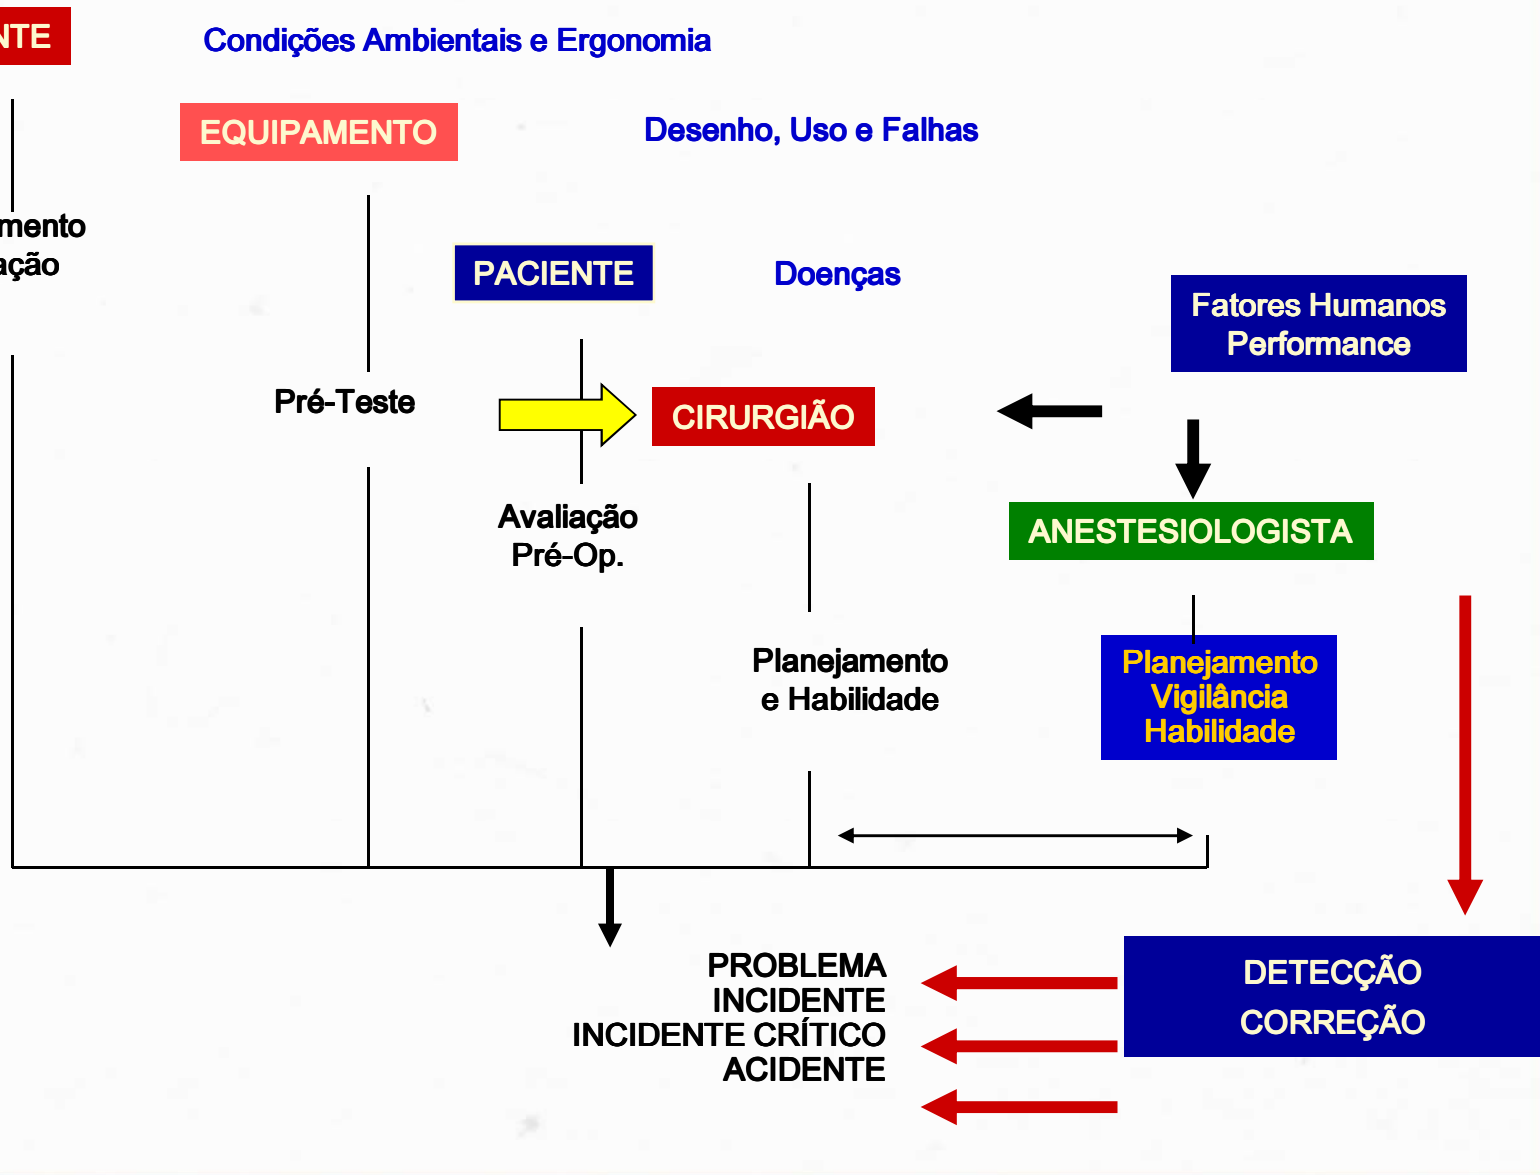 NTE
Condições Ambientais e Ergonomia
EQUIPAMENTO
Desenho, Uso e Falhas
mento
ação
PACIENTE
Doenças
Fatores Humanos
Performance
Pré-Teste
CIRURGIÃO
Avaliação
Pré-Op.
ANESTESIOLOGISTA
Planejamento
e Habilidade
Planejamento
Vigilância
Habilidade
PROBLEMA
INCIDENTE
INCIDENTE CRÍTICO
ACIDENTE
DETECÇÃO
CORREÇÃO